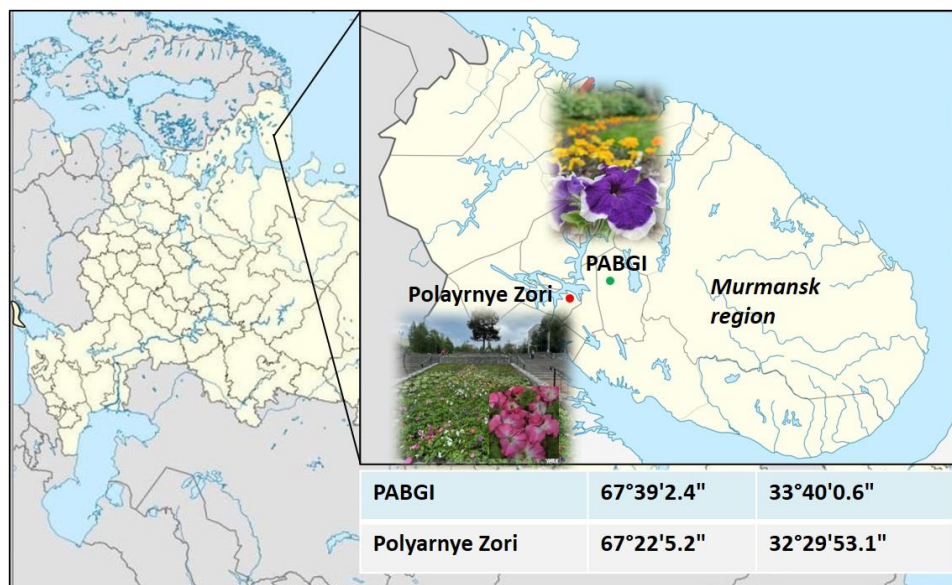 PABGI
Polayrnye Zori
Murmansk
region
PABGI 67°39'2.4" 33°40'0.6"
Polyarnye Zori 67°22'5.2" 32°29'53.1"